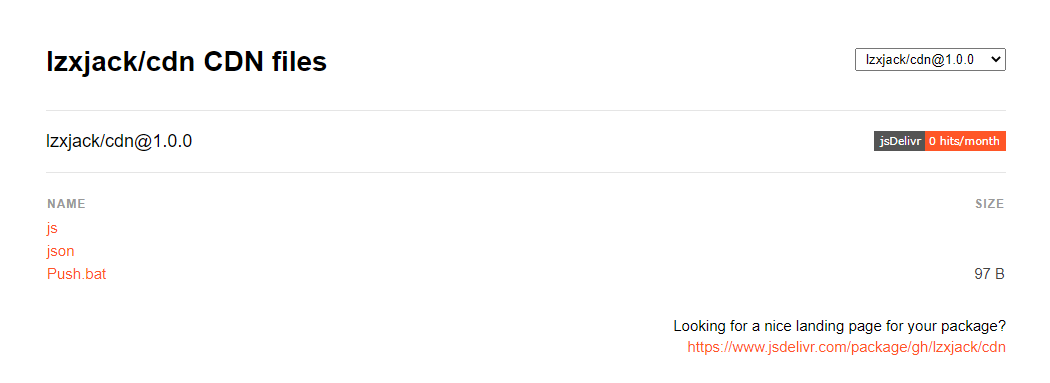 lzxjack/cdn CDN files
lzxjack/cdn@1.0.0
lzxjack/cdn@1.0.0
jsDelivr 0 hits/month
NAME SIZE
js
json
Push.bat 97 B
Looking for a nice landing page for your package?
https://www.jsdelivr.com/package/gh/lzxjack/cdn